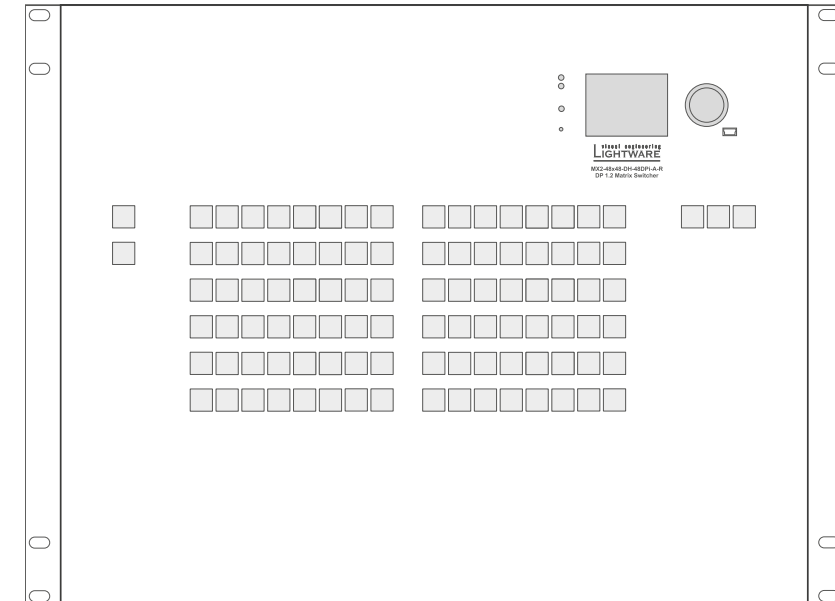 visual engineering
LIGHTWARE
MX2-48x48-DH-48DPi-A-R
DP 1.2 Matrix Switcher